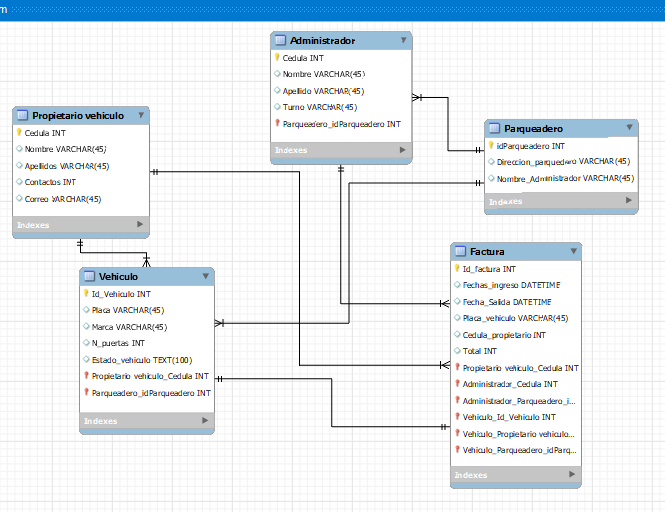 m
Administrador
Cedula INT
Nombre VARCHAR(45)
Apellido VARCHAR(45)
Turno VARCHAR(45)
Parqueadero_idParqueadero INT
Indexes
Propietario vehiculo
Cedula INT
Nombre VARCHAR(45)
Apellidos VARCHAR(45)
Contactos INT
Correo VARCHAR(45)
Indexes
Parqueadero
idParqueadero INT
Direccion_parqueadero VARCHAR(45)
Nombre_Administrador VARCHAR(45)
Indexes
Vehiculo
Id_Vehiculo INT
Placa VARCHAR(45)
Marca VARCHAR(45)
N_puertas INT
Estado_vehiculo TEXT(100)
Propietario vehiculo_Cedula INT
Parqueadero_idParqueadero INT
Indexes
Factura
Id_factura INT
Fechas_ingreso DATETIME
Fecha_Salida DATETIME
Placa_vehiculo VARCHAR(45)
Cedula_propietario INT
Total INT
Propietario vehiculo_Cedula INT
Administrador_Cedula INT
Administrador_Parqueadero_i...
Vehiculo_Id_Vehiculo INT
Vehiculo_Propietario vehiculo...
Vehiculo_Parqueadero_idParq...
Indexes